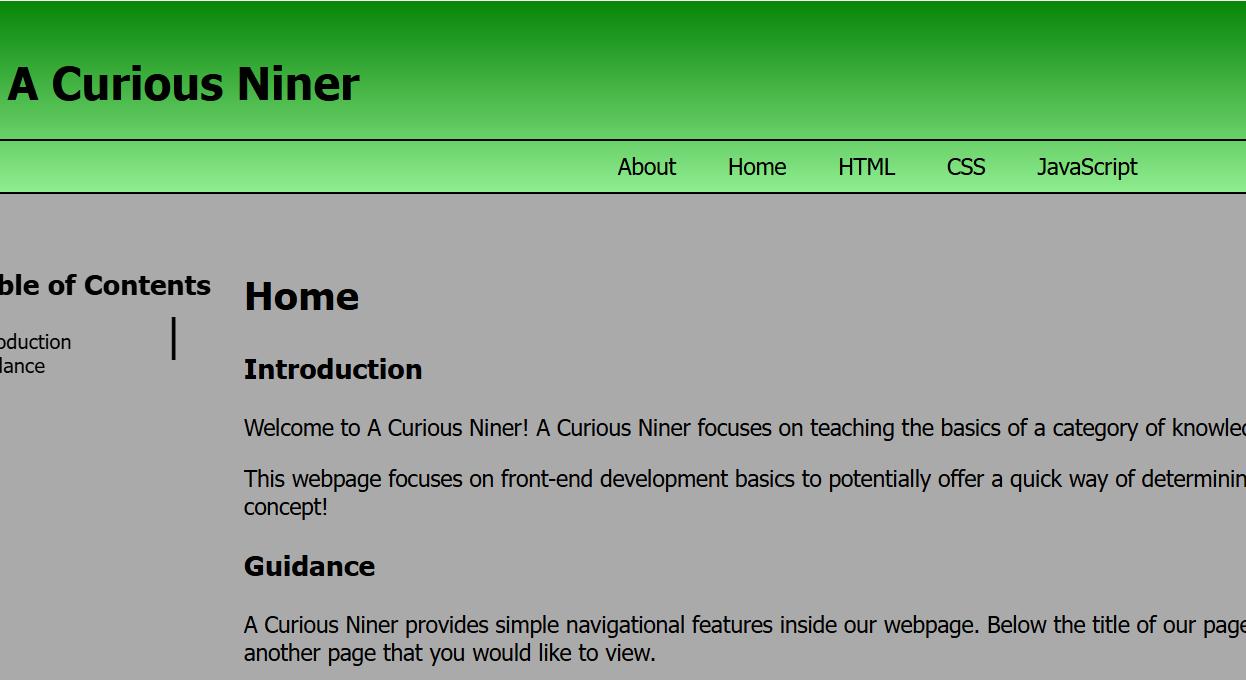 A Curious Niner
About Home HTML CSS JavaScript
ble of Contents
oduction
dance
Home
Introduction
Welcome to A Curious Niner! A Curious Niner focuses on teaching the basics of a category of knowled
This webpage focuses on front-end development basics to potentially offer a quick way of determinin
concept!
Guidance
A Curious Niner provides simple navigational features inside our webpage. Below the title of our page
another page that you would like to view.